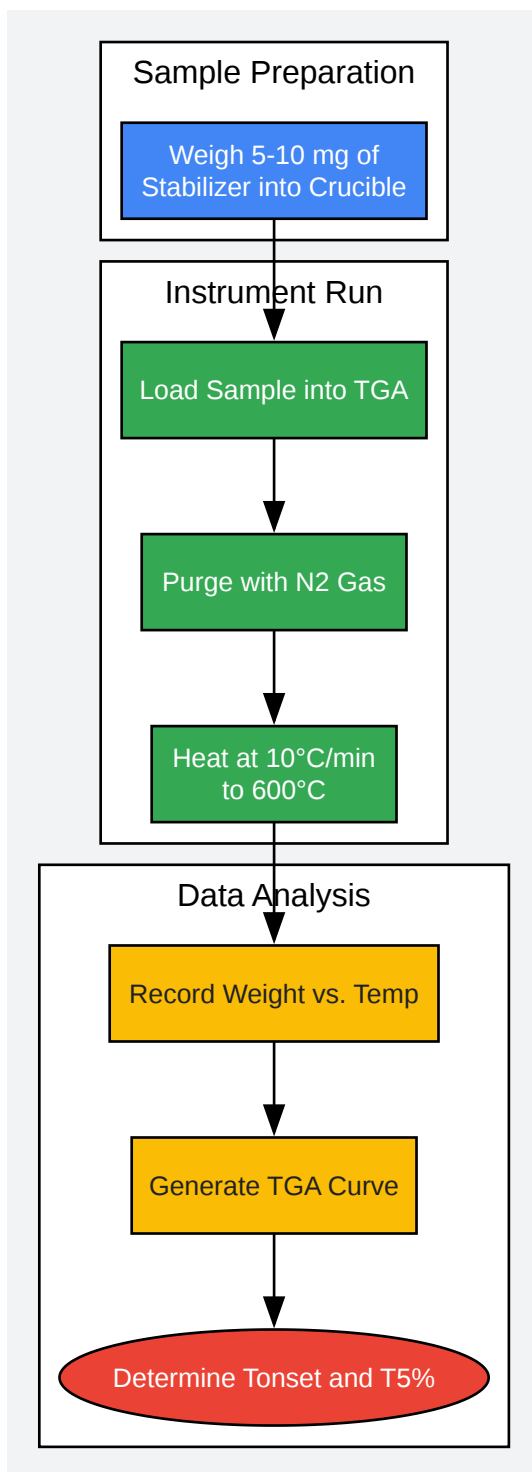 Sample Preparation
Weigh 5-10 mg of
Stabilizer into Crucible
Instrument Run
Load Sample into TGA
Purge with N2 Gas
Heat at 10°C/min
to 600°C
Data Analysis
Record Weight vs. Temp
Generate TGA Curve
Determine Tonset and T5%